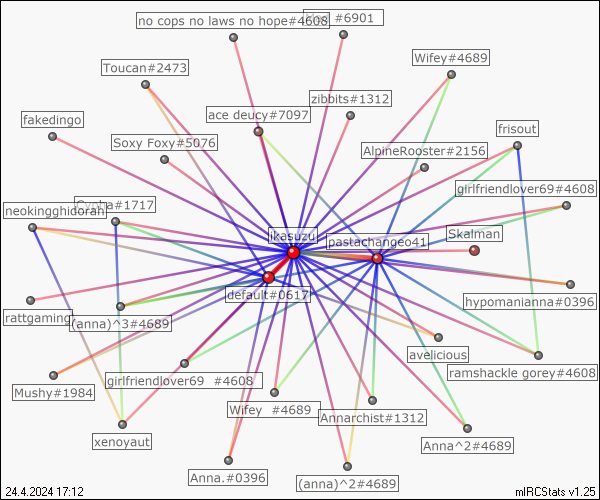 no cops no laws no hope#4608
#6901
Wifey#4689
Toucan#2473
zibbits#1312
ace deucy#7097
fakedingo
frisout
Soxy Foxy#5076
AlpineRooster#2156
girlfriendlover69#4608
Cypha#1717
neokingghidorah
Skalman
ikasuzu
pastachangeo41
default#0617
hypomanianna#0396
rattgaming
(anna)^3#4689
avelicious
ramshackle gorey#4608
girlfriendlover69 #4608
Mushy#1984
Wifey #4689
Annarchist#1312
xenoyaut
Anna^2#4689
Anna.#0396
(anna)^2#4689
24.4.2024 17:12
mIRCStats v1.25